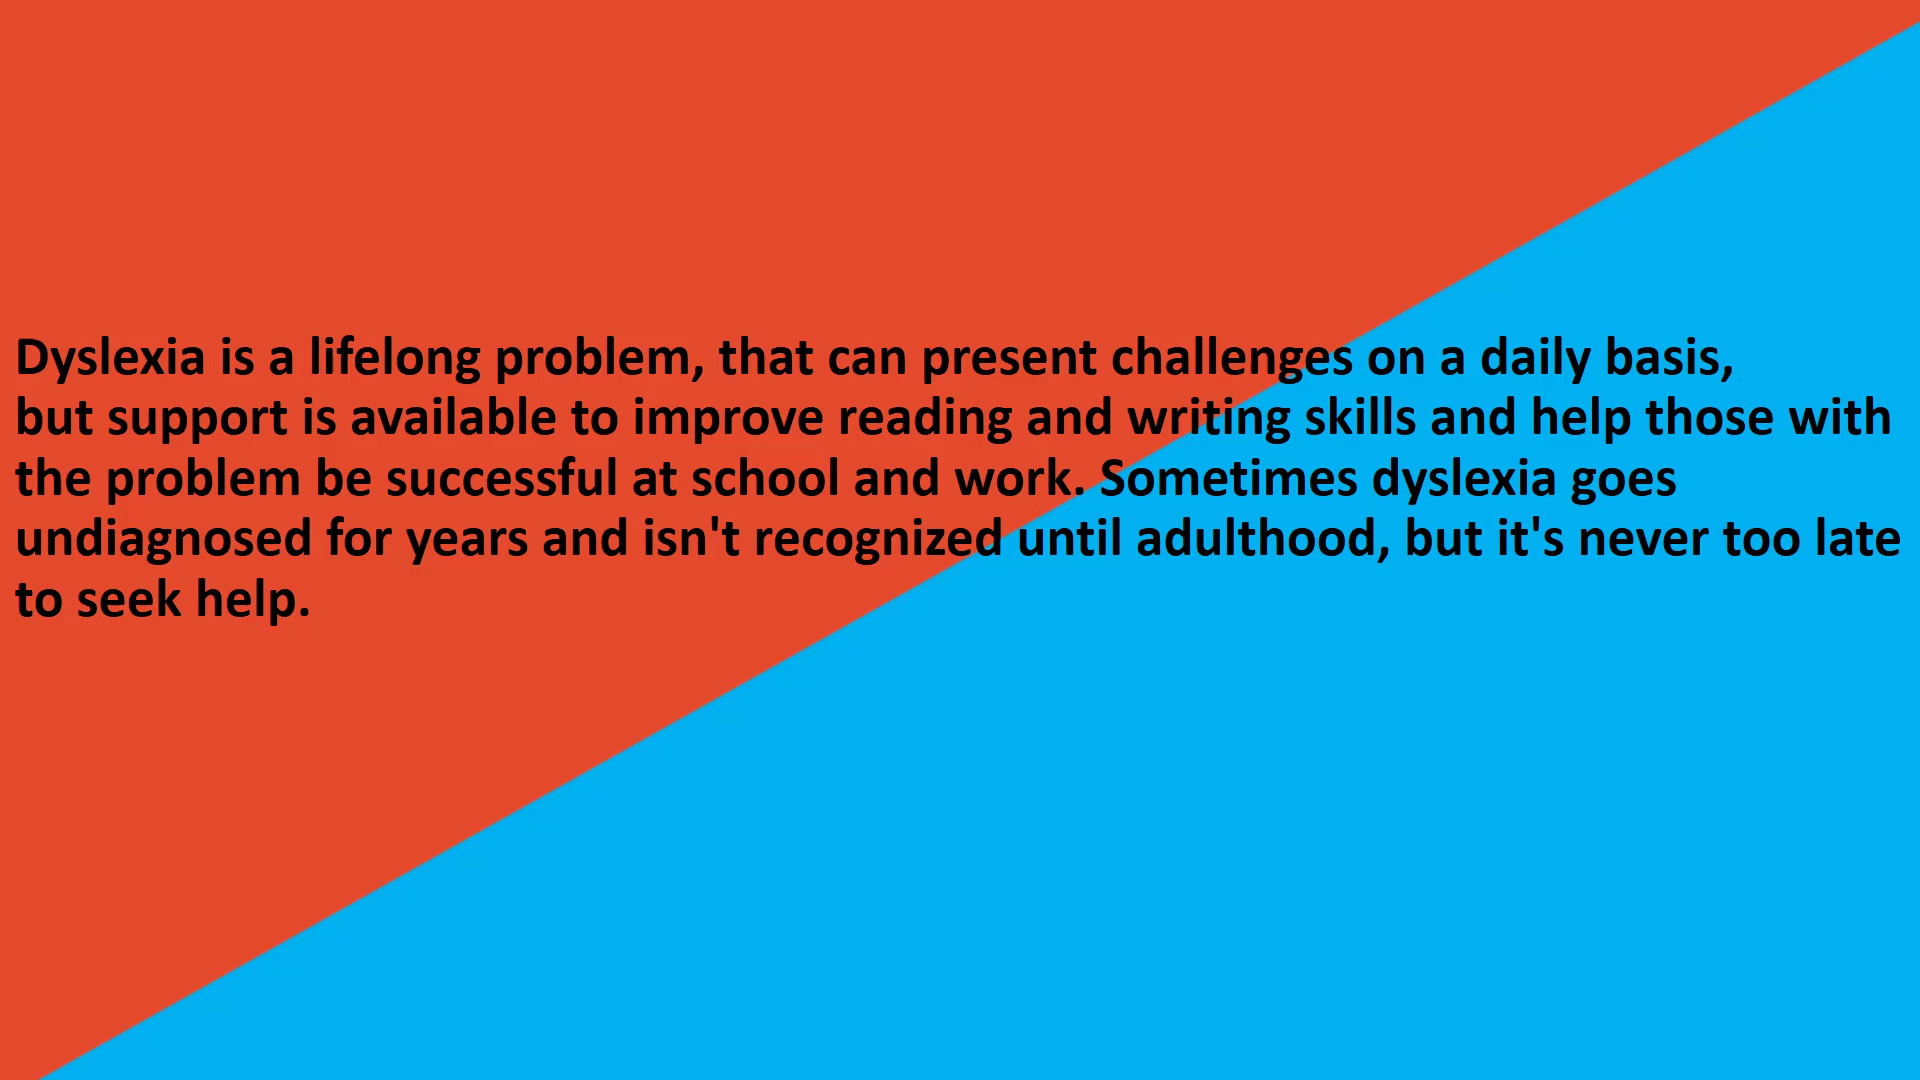 Dyslexia is a lifelong problem, that can present challenges on a daily basis,
but support is available to improve reading and writing skills and help those with
the problem be successful at school and work. Sometimes dyslexia goes
undiagnosed for years and isn't recognized until adulthood, but it's never too late
to seek help.